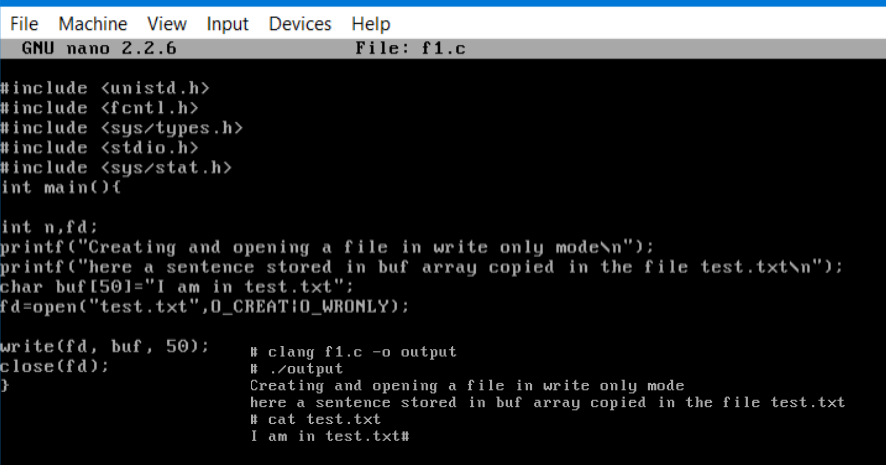 File Machine View Input Devices Help
GNU nano 2.2.6 File: f1.c
#include <unistd.h>
#include <fcntl.h>
#include <sys/types.h>
#include <stdio.h>
#include <sys/stat.h>
int main(){
int n,fd;
printf("Creating and opening a file in write only mode\n");
printf("here a sentence stored in buf array copied in the file test.txt\n");
char buf[50]="I am in test.txt";
fd=open("test.txt",O_CREAT|O_WRONLY);
write(fd, buf, 50);
close(fd);
}
# clang f1.c -o output
# ./output
Creating and opening a file in write only mode
here a sentence stored in buf array copied in the file test.txt
# cat test.txt
I am in test.txt#